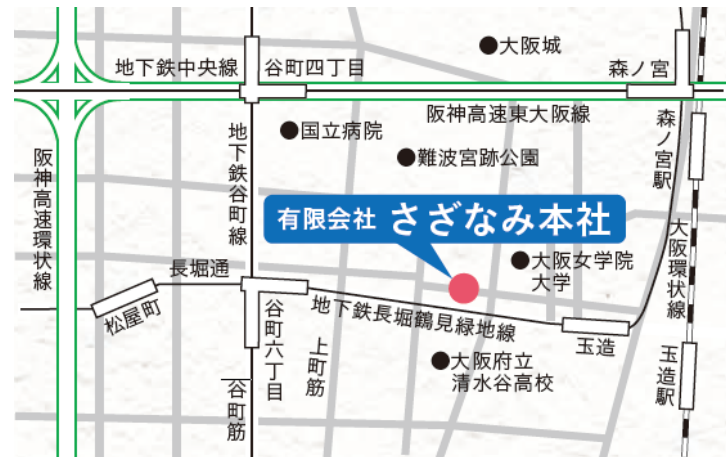 大阪城
地下鉄中央線
谷町四丁目
森ノ宮
阪神高速東大阪線
国立病院
難波宮跡公園
森ノ宮駅
地下鉄谷町線
阪神高速環状線
有限会社 さざなみ本社
大阪環状線
大阪女学院
大学
長堀通
松屋町
地下鉄長堀鶴見緑地線
谷町六丁目
上町筋
玉造
玉造駅
大阪府立
清水谷高校
谷町筋